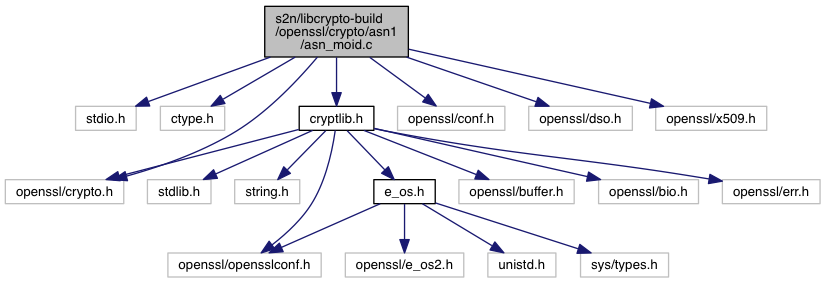 s2n/libcrypto-build
/openssl/crypto/asn1
/asn_moid.c
stdio.h
ctype.h
cryptlib.h
openssl/conf.h
openssl/dso.h
openssl/x509.h
openssl/crypto.h
stdlib.h
string.h
e_os.h
openssl/buffer.h
openssl/bio.h
openssl/err.h
openssl/opensslconf.h
openssl/e_os2.h
unistd.h
sys/types.h